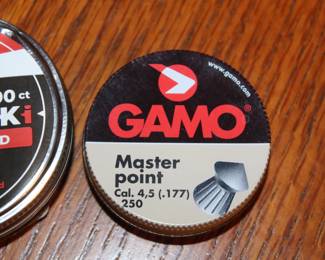 00 ct
K
D
www.gamo.com
GAMO
Master
point
Cal. 4,5 (.177)
250